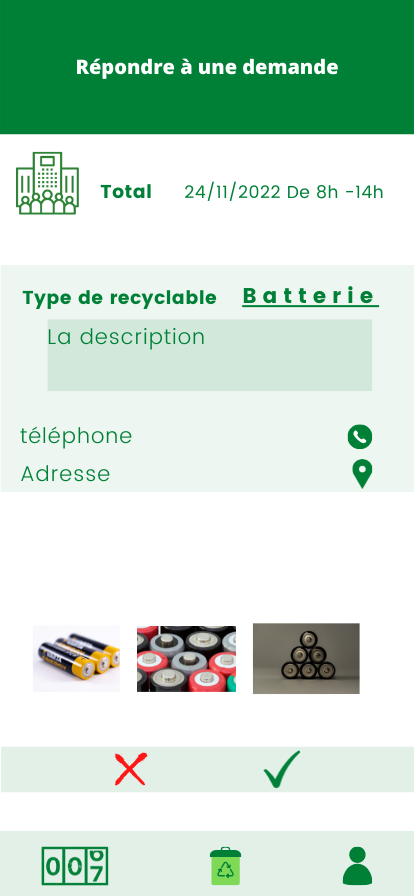 Répondre à une demande
Total 24/11/2022 De 8h -14h
Type de recyclable Batterie
La description
téléphone
Adresse
007